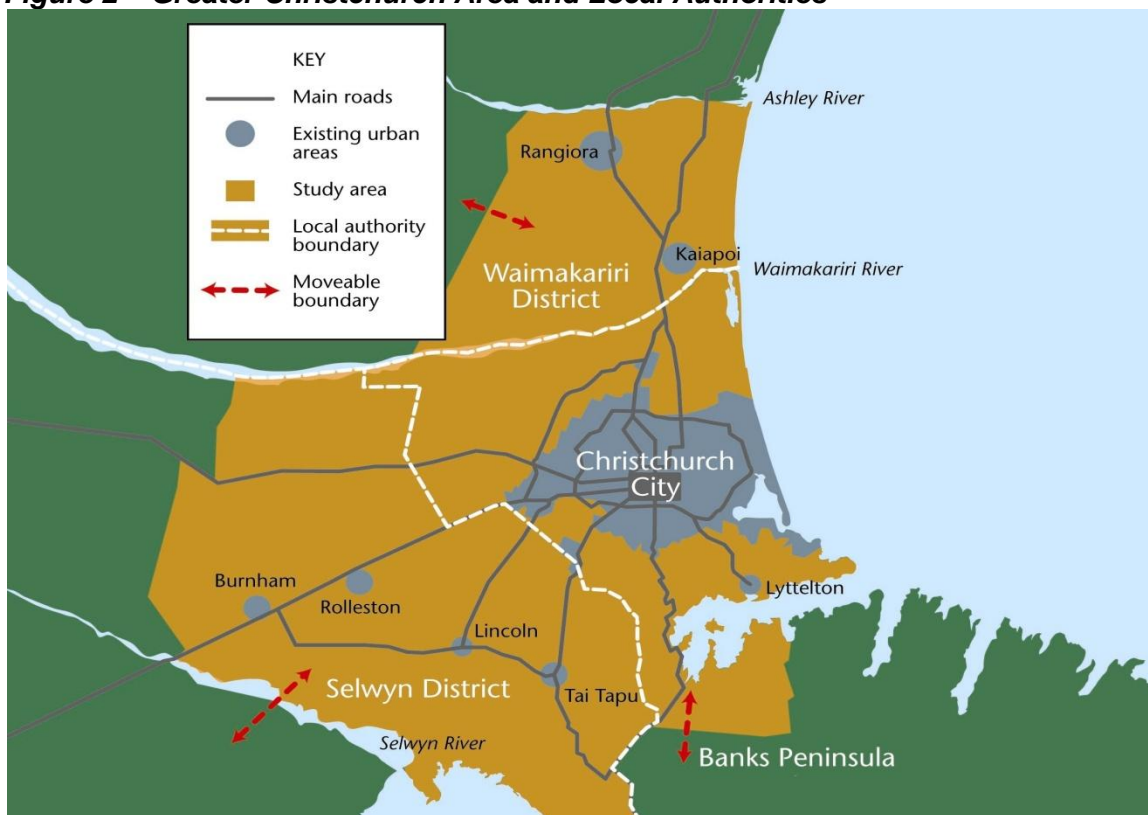 Figure 2 – Greater Christchurch Area and Local Authorities
KEY
Main roads
Existing urban
areas
Study area
Local authority
boundary
Moveable
boundary
Ashley River
Rangiora
Kaiapoi
Waimakariri River
Waimakariri
District
Christchurch
City
Burnham
Rolleston
Lyttelton
Lincoln
Selwyn District
Tai Tapu
Selwyn River
Banks Peninsula